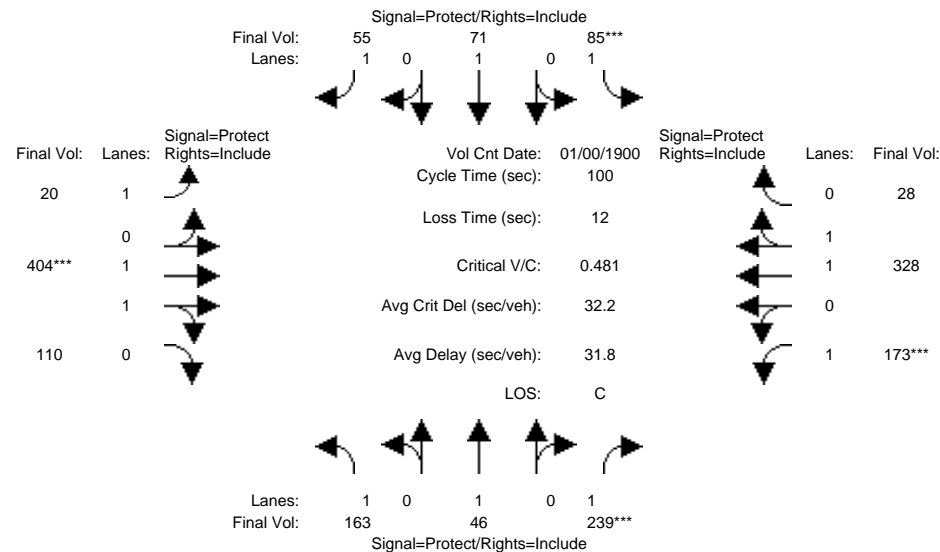 Signal=Protect/Rights=Include
Final Vol: 55 71 85***
Lanes: 1 0 1 0 1
Signal=Protect Signal=Protect
Final Vol: Lanes: Rights=Include Vol Cnt Date: 01/00/1900 Rights=Include Lanes: Final Vol:
Cycle Time (sec): 100
20 1 0 28
Loss Time (sec): 12
0 1
404*** 1 Critical V/C: 0.481 1 328
1 Avg Crit Del (sec/veh): 32.2 0
110 0 Avg Delay (sec/veh): 31.8 1 173***
LOS: C
Lanes: 1 0 1 0 1
Final Vol: 163 46 239***
Signal=Protect/Rights=Include